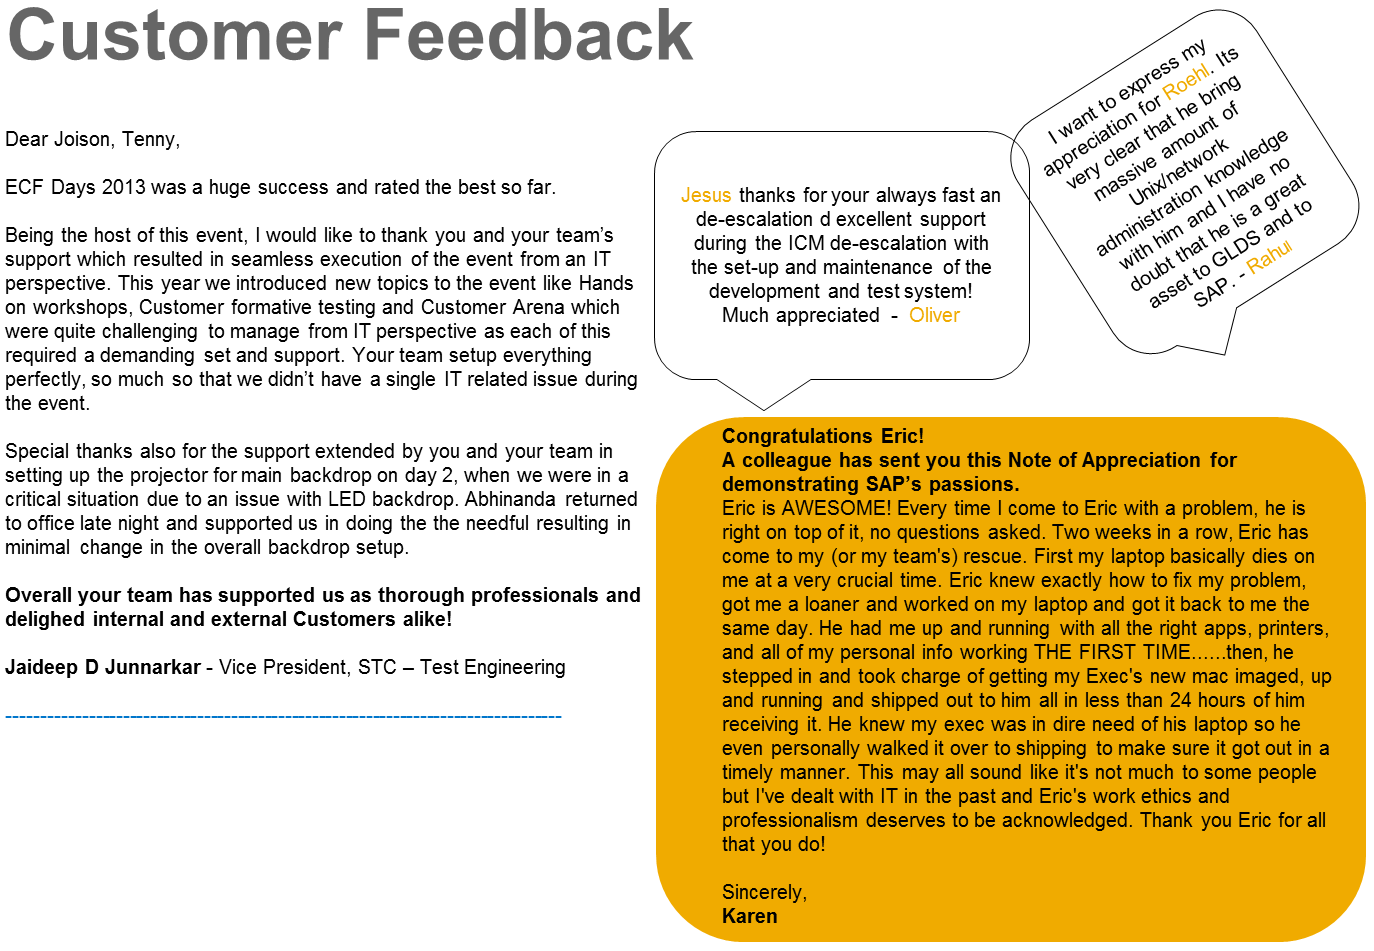 Customer Feedback
Dear Joison, Tenny,
ECF Days 2013 was a huge success and rated the best so far.
Being the host of this event, I would like to thank you and your team’s
support which resulted in seamless execution of the event from an IT
perspective. This year we introduced new topics to the event like Hands
on workshops, Customer formative testing and Customer Arena which
were quite challenging to manage from IT perspective as each of this
required a demanding set and support. Your team setup everything
perfectly, so much so that we didn’t have a single IT related issue during
the event.
Special thanks also for the support extended by you and your team in
setting up the projector for main backdrop on day 2, when we were in a
critical situation due to an issue with LED backdrop. Abhinanda returned
to office late night and supported us in doing the the needful resulting in
minimal change in the overall backdrop setup.
Overall your team has supported us as thorough professionals and
delighed internal and external Customers alike!
Jaideep D Junnarkar - Vice President, STC – Test Engineering
--------------------------------------------------------------------------------
Jesus thanks for your always fast an
de-escalation d excellent support
during the ICM de-escalation with
the set-up and maintenance of the
development and test system!
Much appreciated - Oliver
I want to express my
appreciation for Roehl. Its
very clear that he bring
massive amount of
Unix/network
administration knowledge
with him and I have no
doubt that he is a great
asset to GLDS and to
SAP. - Rahul
Congratulations Eric!
A colleague has sent you this Note of Appreciation for
demonstrating SAP’s passions.
Eric is AWESOME! Every time I come to Eric with a problem, he is
right on top of it, no questions asked. Two weeks in a row, Eric has
come to my (or my team's) rescue. First my laptop basically dies on
me at a very crucial time. Eric knew exactly how to fix my problem,
got me a loaner and worked on my laptop and got it back to me the
same day. He had me up and running with all the right apps, printers,
and all of my personal info working THE FIRST TIME......then, he
stepped in and took charge of getting my Exec's new mac imaged, up
and running and shipped out to him all in less than 24 hours of him
receiving it. He knew my exec was in dire need of his laptop so he
even personally walked it over to shipping to make sure it got out in a
timely manner. This may all sound like it's not much to some people
but I've dealt with IT in the past and Eric's work ethics and
professionalism deserves to be acknowledged. Thank you Eric for all
that you do!
Sincerely,
Karen